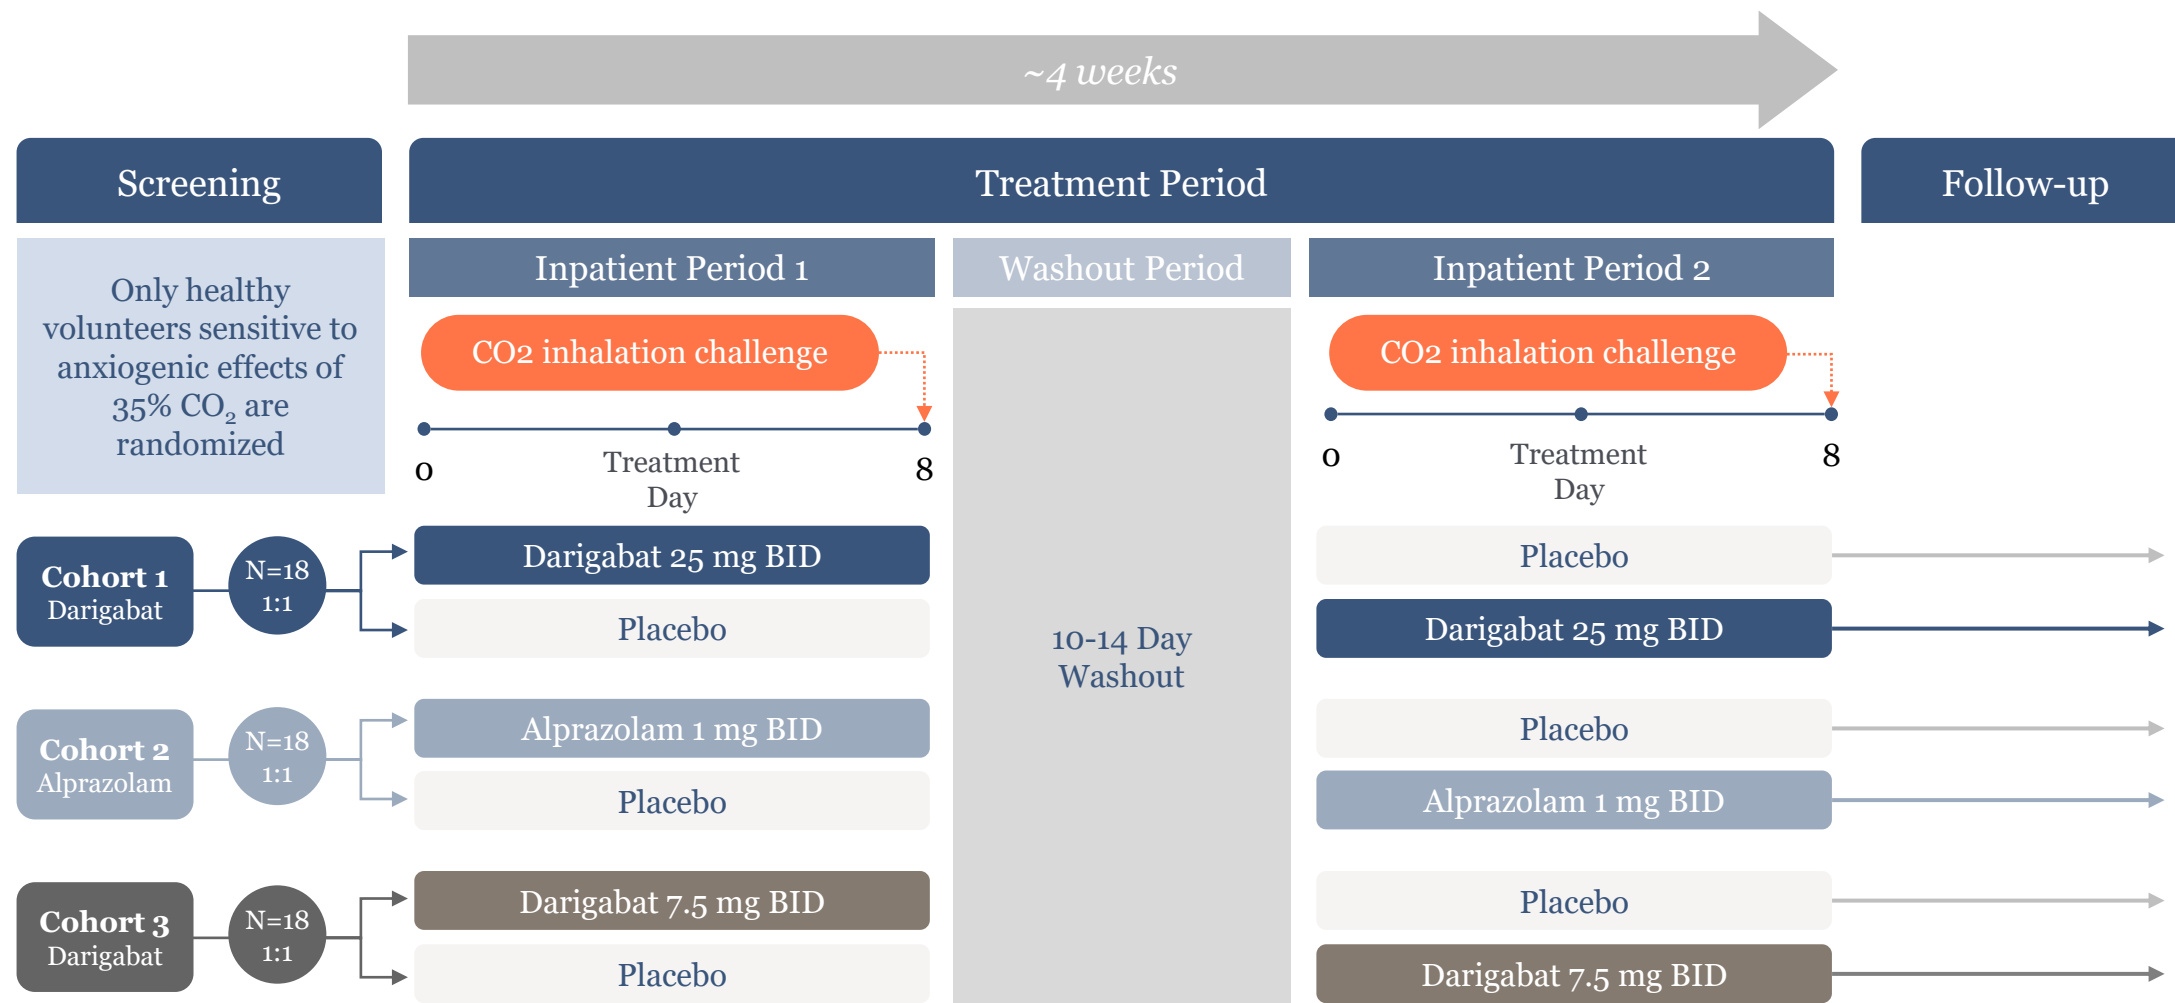 ~4 weeks
Screening
Treatment Period
Follow-up
Only healthy
volunteers sensitive to
anxiogenic effects of
35% CO₂ are
randomized
Inpatient Period 1
Washout Period
Inpatient Period 2
CO2 inhalation challenge
CO2 inhalation challenge
0
Treatment
Day
8
0
Treatment
Day
8
10-14 Day
Washout
Cohort 1
Darigabat
N=18
1:1
Darigabat 25 mg BID
Placebo
Placebo
Darigabat 25 mg BID
Cohort 2
Alprazolam
N=18
1:1
Alprazolam 1 mg BID
Placebo
Placebo
Alprazolam 1 mg BID
Cohort 3
Darigabat
N=18
1:1
Darigabat 7.5 mg BID
Placebo
Placebo
Darigabat 7.5 mg BID